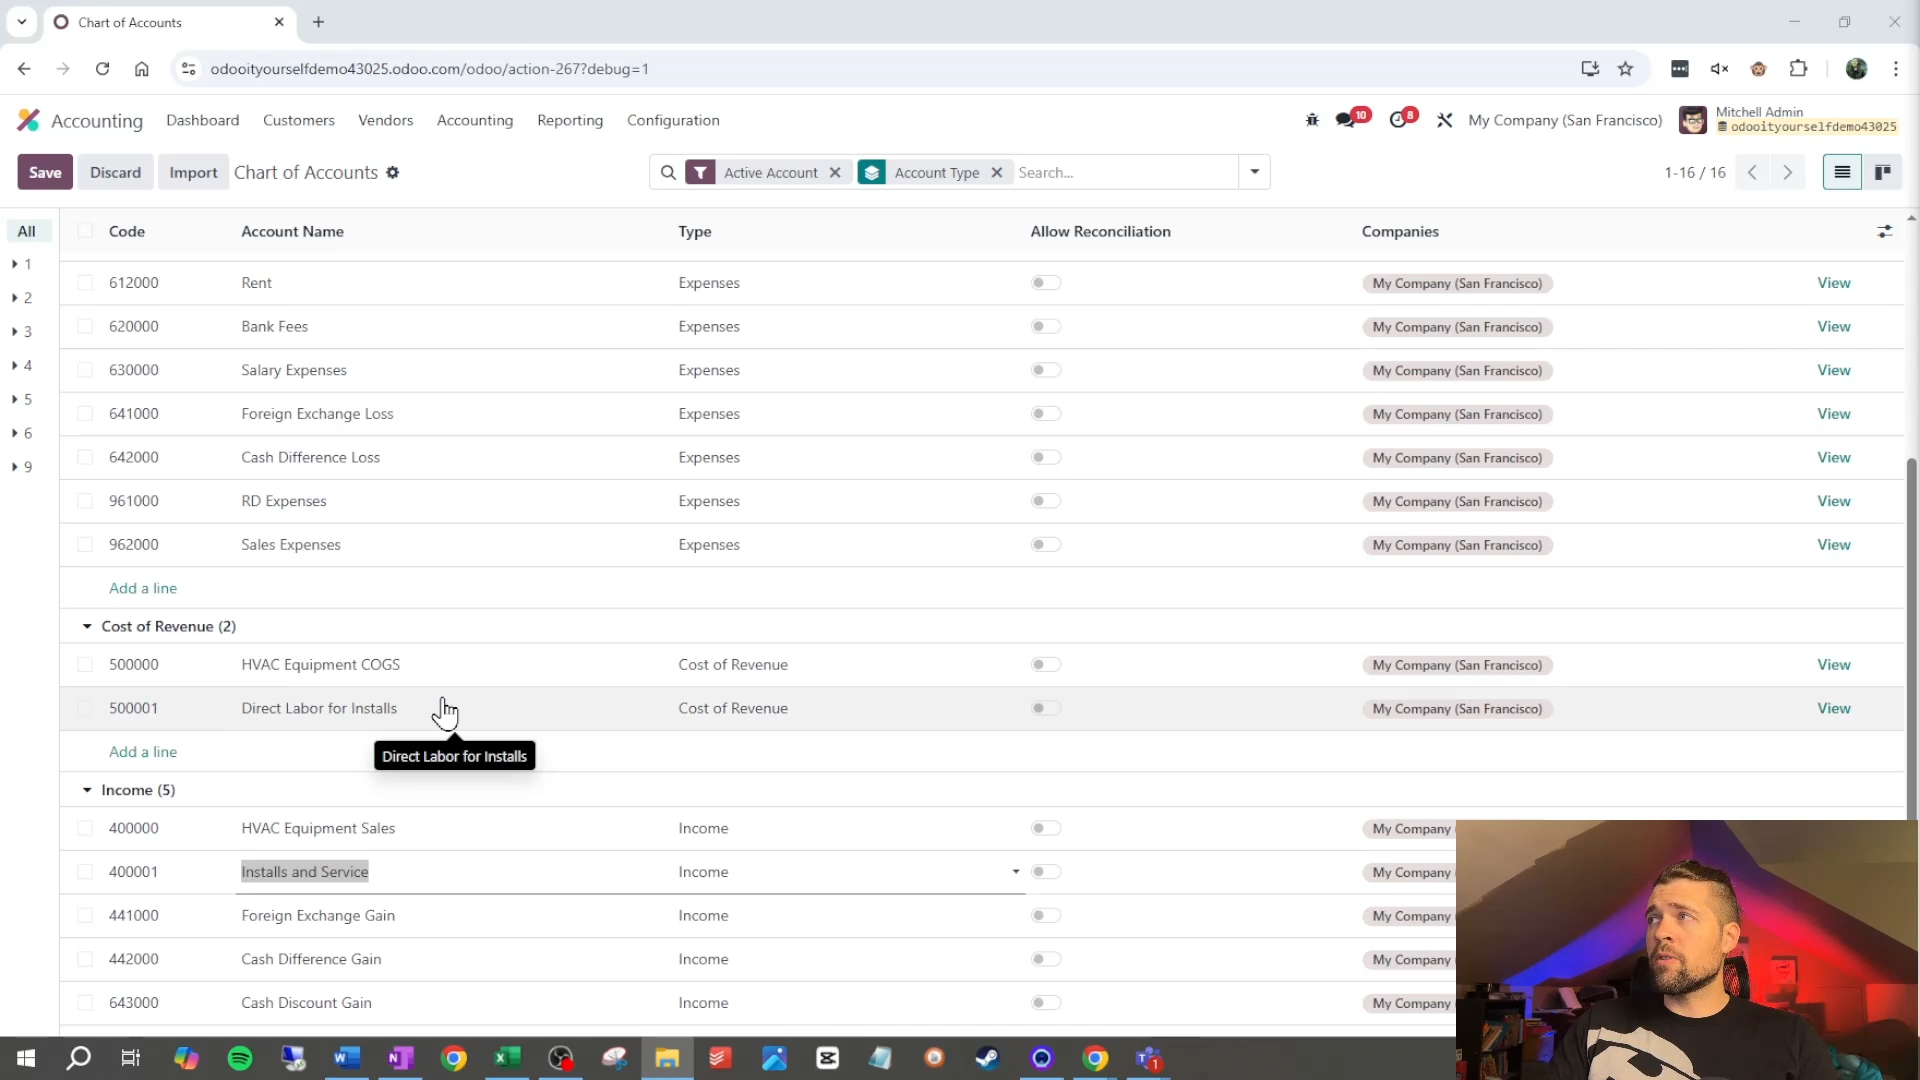 Chart of Accounts
odooityourselfdemo43025.odoo.com/odoo/action-267?debug=1
Accounting Dashboard Customers Vendors Accounting Reporting Configuration 10 8 My Company (San Francisco) Mitchell Admin
odooityourselfdemo43025
Save Discard Import Chart of Accounts Active Account Account Type Search... 1-16 / 16
All Code Account Name Type Allow Reconciliation Companies
1
2
3
4
5
6
9
612000 Rent Expenses My Company (San Francisco) View
620000 Bank Fees Expenses My Company (San Francisco) View
630000 Salary Expenses Expenses My Company (San Francisco) View
641000 Foreign Exchange Loss Expenses My Company (San Francisco) View
642000 Cash Difference Loss Expenses My Company (San Francisco) View
961000 RD Expenses Expenses My Company (San Francisco) View
962000 Sales Expenses Expenses My Company (San Francisco) View
Add a line
Cost of Revenue (2)
500000 HVAC Equipment COGS Cost of Revenue My Company (San Francisco) View
500001 Direct Labor for Installs Cost of Revenue My Company (San Francisco) View
Add a line
Direct Labor for Installs
Income (5)
400000 HVAC Equipment Sales Income My Company
400001 Installs and Service Income My Company
441000 Foreign Exchange Gain Income My Company
442000 Cash Difference Gain Income My Company
643000 Cash Discount Gain Income My Company
1